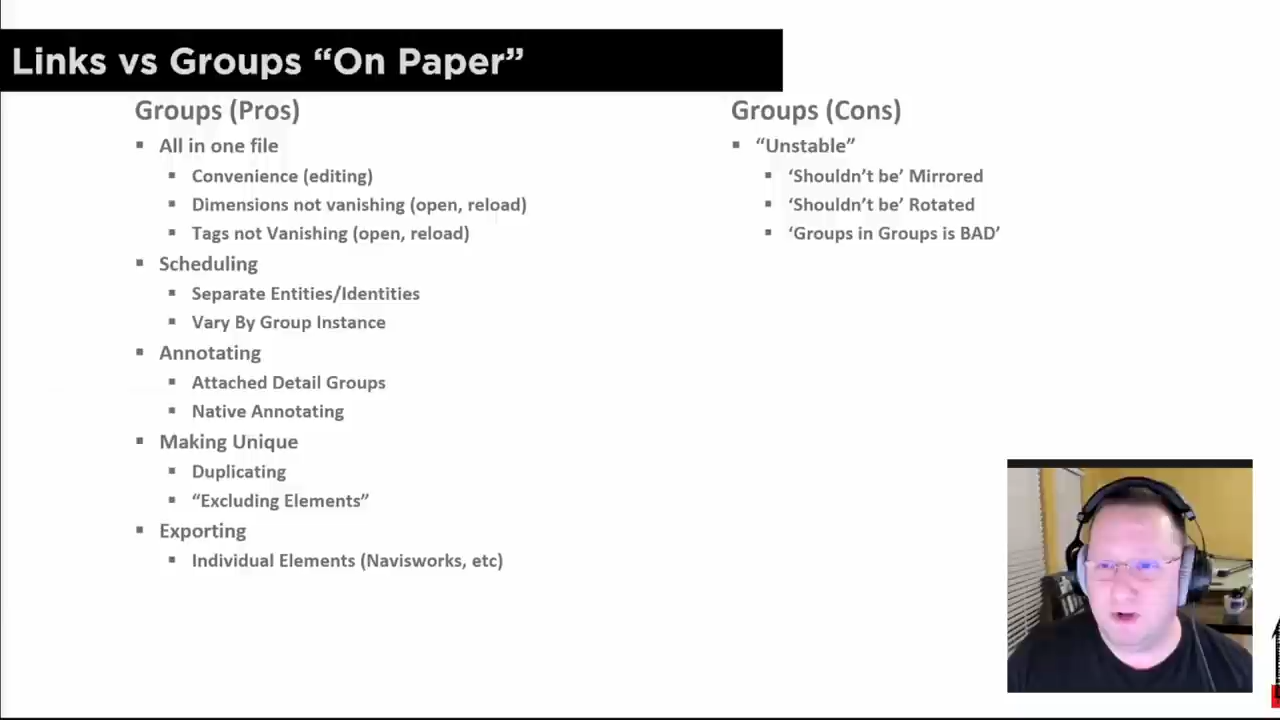 Links vs Groups “On Paper”
Groups (Pros)
All in one file
Convenience (editing)
Dimensions not vanishing (open, reload)
Tags not Vanishing (open, reload)
Scheduling
Separate Entities/Identities
Vary By Group Instance
Annotating
Attached Detail Groups
Native Annotating
Making Unique
Duplicating
“Excluding Elements”
Exporting
Individual Elements (Navisworks, etc)
Groups (Cons)
“Unstable”
‘Shouldn’t be’ Mirrored
‘Shouldn’t be’ Rotated
‘Groups in Groups is BAD’